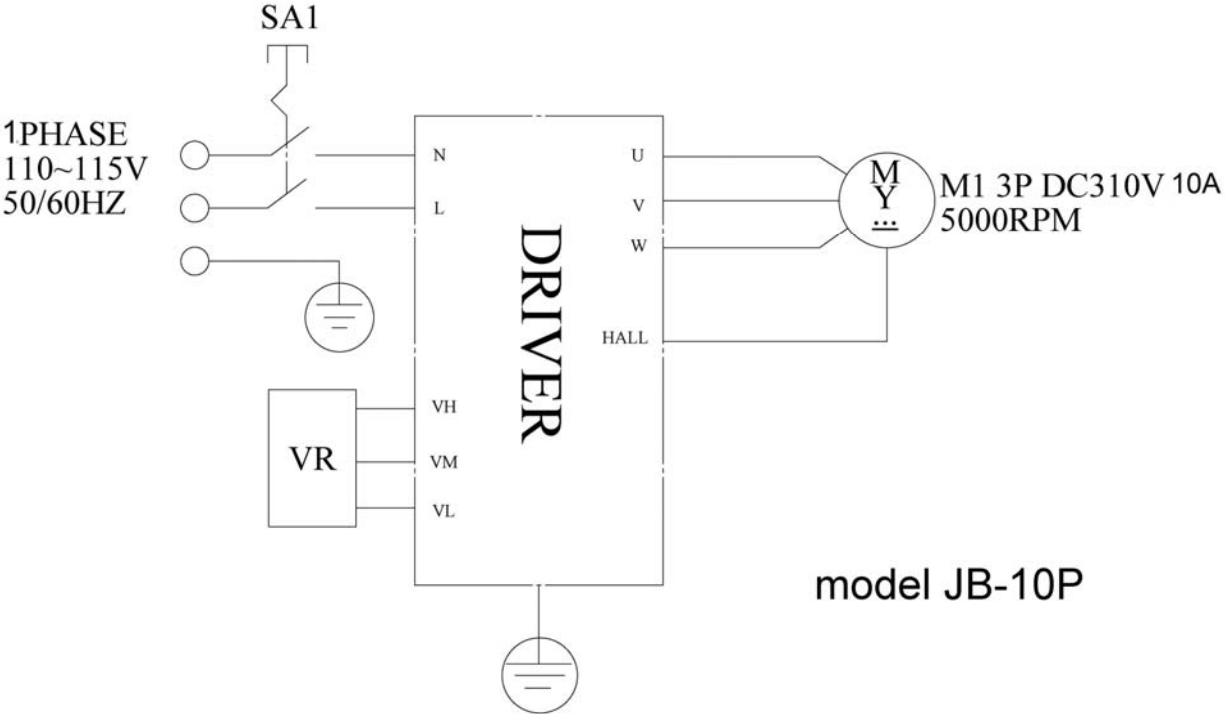 SA1
1PHASE
110~115V
50/60HZ
N
L
U
V
W
HALL
M
Y
M1 3P DC310V 10A
5000RPM
DRIVER
VR
VH
VM
VL
model JB-10P